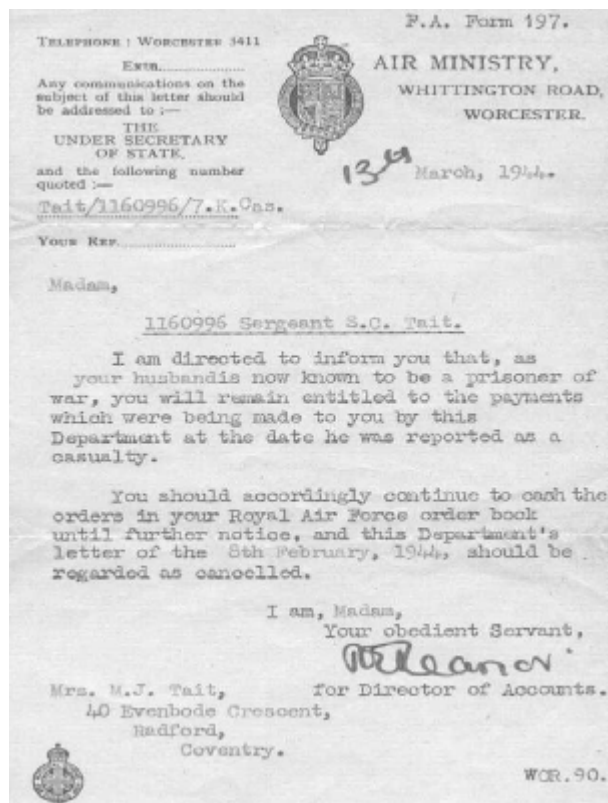 F.A. Form 197.
TELEPHONE : WORCESTER 3411
EXTN.
Any communications on the
subject of this letter should
be addressed to :—
THE
UNDER SECRETARY
OF STATE,
and the following number
quoted :—
Tait/1160996/7.K.Cas.
YOUR REF.
AIR MINISTRY,
WHITTINGTON ROAD,
WORCESTER.
13th March, 1944.
Madam,
1160996 Sergeant S.C. Tait.
I am directed to inform you that, as
your husbandis now known to be a prisoner of
war, you will remain entitled to the payments
which were being made to you by this
Department at the date he was reported as a
casualty.
You should accordingly continue to cash the
orders in your Royal Air Force order book
until further notice, and this Department's
letter of the 8th February, 1944, should be
regarded as cancelled.
I am, Madam,
Your obedient Servant,
for Director of Accounts.
Mrs. M.J. Tait,
40 Evenbode Crescent,
Radford,
Coventry.
WOR.90.